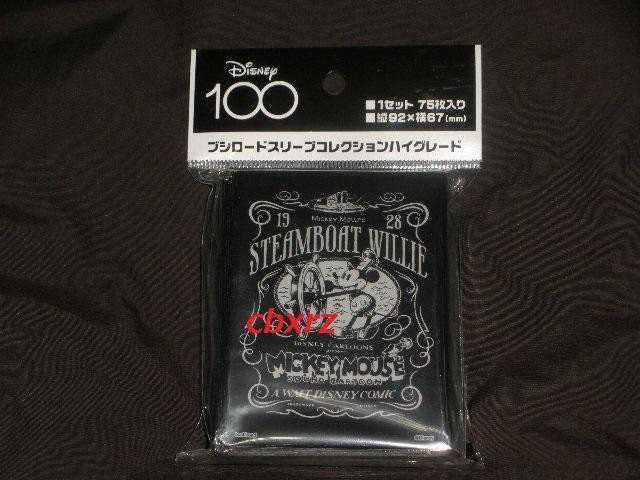 Disney
100
■1セット 75枚入り
■縦92×横67(mm)
ブシロードスリーブコレクションハイグレード
MICKEY MOUSE
19 28
STEAMBOAT WILLIE
cbxrz
DISNEY CARTOONS
MICKEY MOUSE
SOUND CARTOON
A WALT DISNEY COMIC